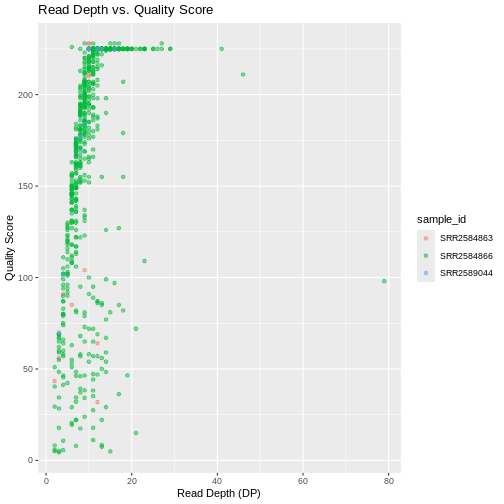 Read Depth vs. Quality Score
200
150
100
50
0
0 20 40 60 80
Quality Score
Read Depth (DP)
sample_id
SRR2584863
SRR2584866
SRR2589044